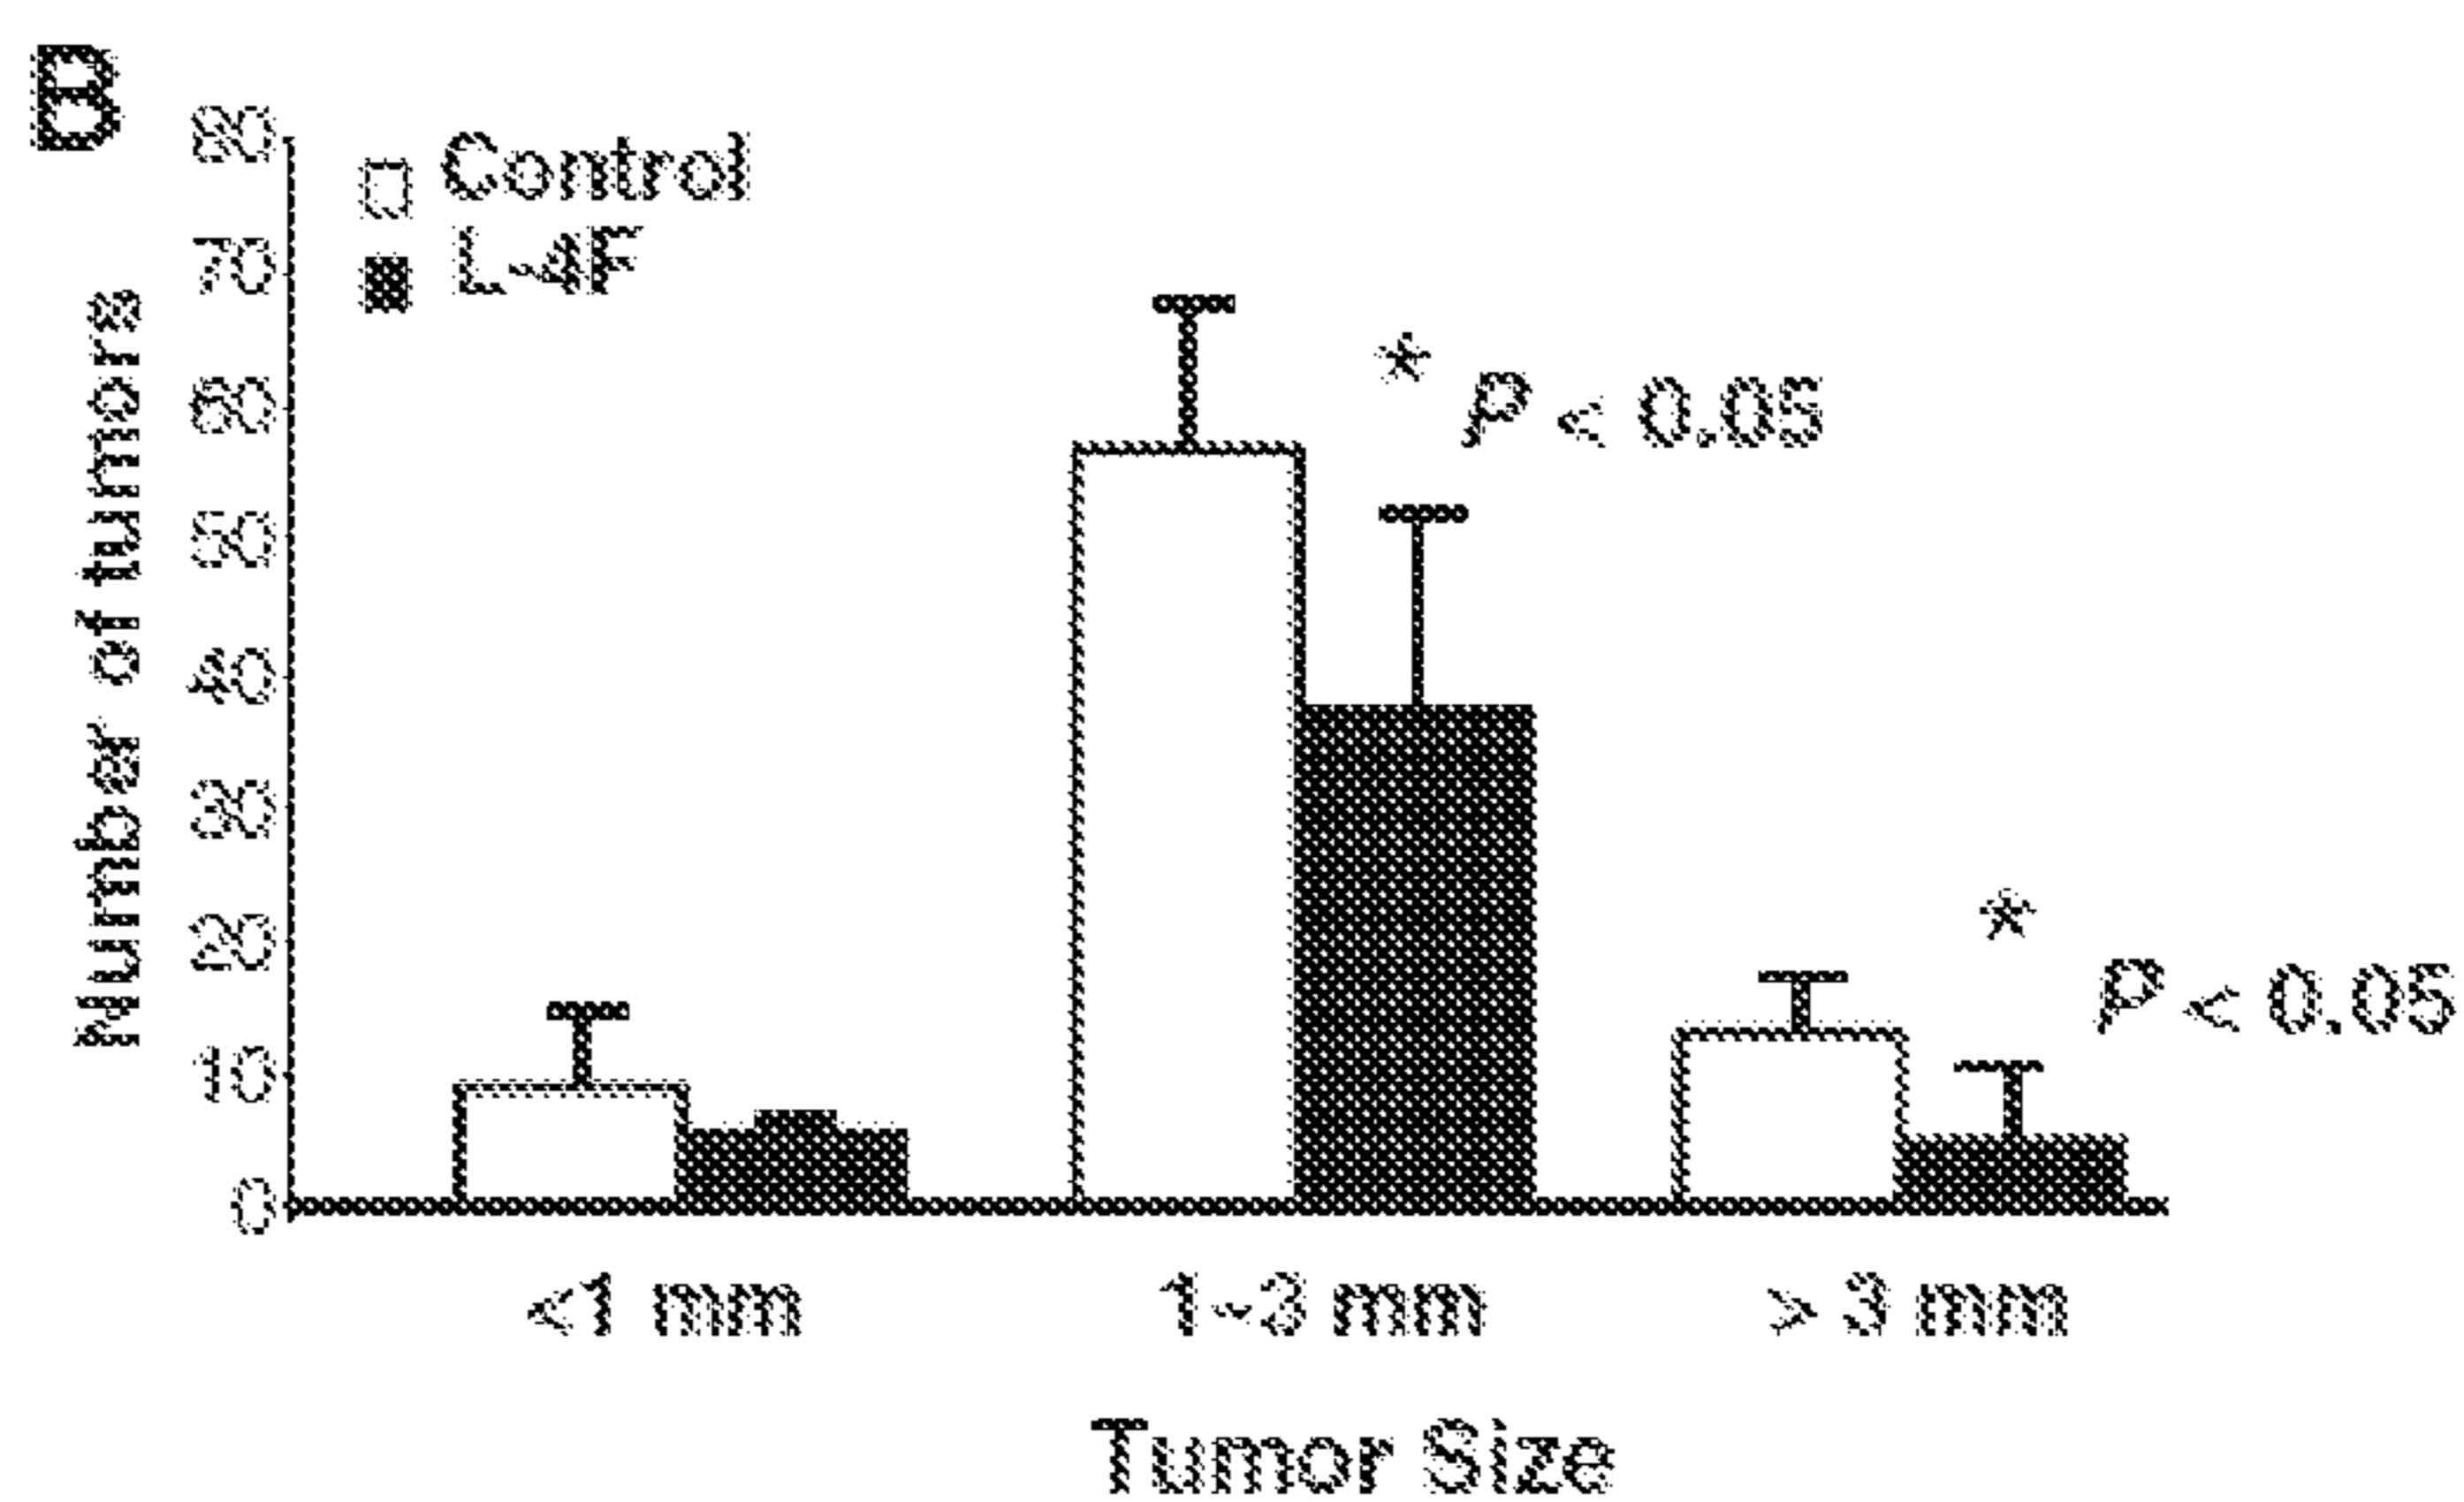 B
80
70
60
50
40
30
20
10
0
Number of tumors
Control
L-4F
* P < 0.05
* P < 0.05
<1 mm
1~3 mm
> 3 mm
Tumor Size